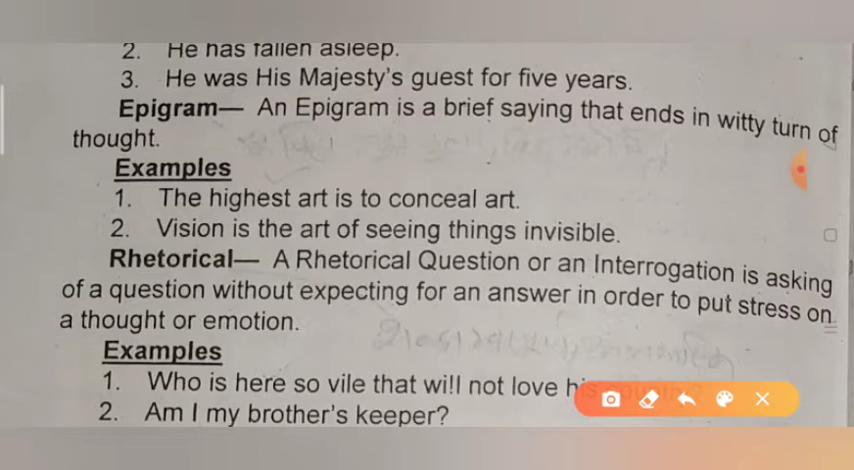 2. He has fallen asleep.
3. He was His Majesty's guest for five years.
Epigram— An Epigram is a brief saying that ends in witty turn of
thought.
Examples
1. The highest art is to conceal art.
2. Vision is the art of seeing things invisible.
Rhetorical— A Rhetorical Question or an Interrogation is asking
of a question without expecting for an answer in order to put stress on
a thought or emotion.
Examples
1. Who is here so vile that will not love his
2. Am I my brother's keeper?